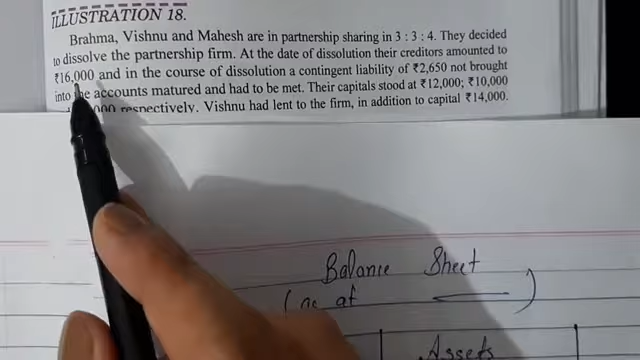 ILLUSTRATION 18.
Brahma, Vishnu and Mahesh are in partnership sharing in 3 : 3 : 4. They decided
to dissolve the partnership firm. At the date of dissolution their creditors amounted to
₹16,000 and in the course of dissolution a contingent liability of ₹2,650 not brought
into the accounts matured and had to be met. Their capitals stood at ₹12,000; ₹10,000
000 respectively. Vishnu had lent to the firm, in addition to capital ₹14,000.
Balance Sheet
(as at )
Assets